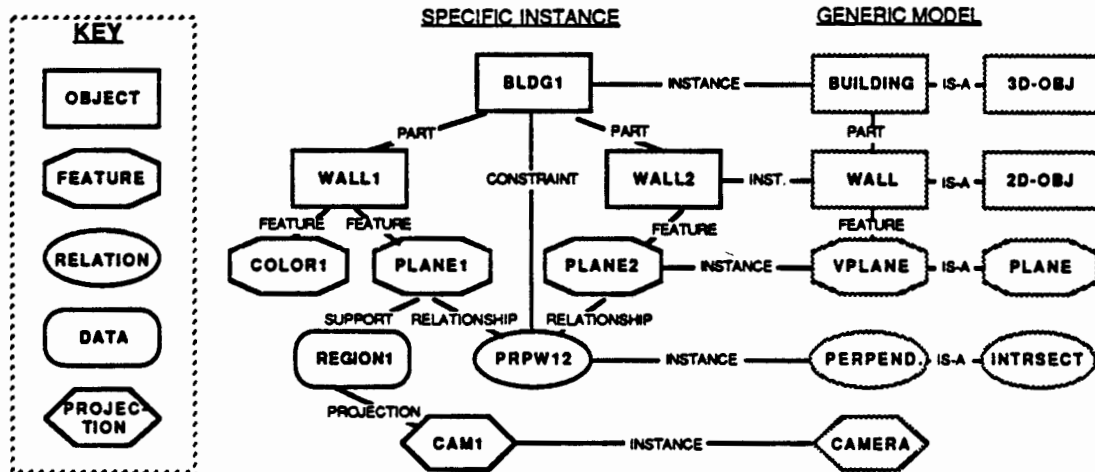 KEY
OBJECT
FEATURE
RELATION
DATA
PROJEC-
TION
SPECIFIC INSTANCE GENERIC MODEL
BLDG1 INSTANCE BUILDING IS-A 3D-OBJ
PART PART PART
WALL1 CONSTRAINT WALL2 INST. WALL IS-A 2D-OBJ
FEATURE FEATURE FEATURE FEATURE
COLOR1 PLANE1 PLANE2 INSTANCE VPLANE IS-A PLANE
SUPPORT RELATIONSHIP RELATIONSHIP
REGION1 PRPW12 INSTANCE PERPEND. IS-A INTRSECT
PROJECTION
CAM1 INSTANCE CAMERA